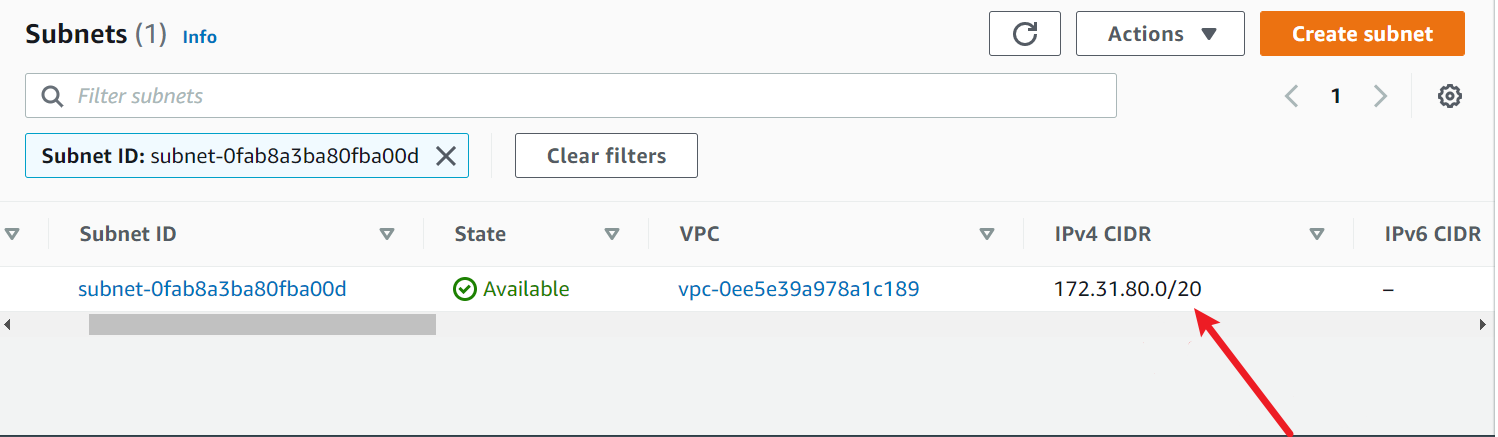 Subnets (1) Info
Actions
Create subnet
Filter subnets
1
Subnet ID: subnet-0fab8a3ba80fba00d
Clear filters
Subnet ID State VPC IPv4 CIDR IPv6 CIDR
subnet-0fab8a3ba80fba00d Available vpc-0ee5e39a978a1c189 172.31.80.0/20 –